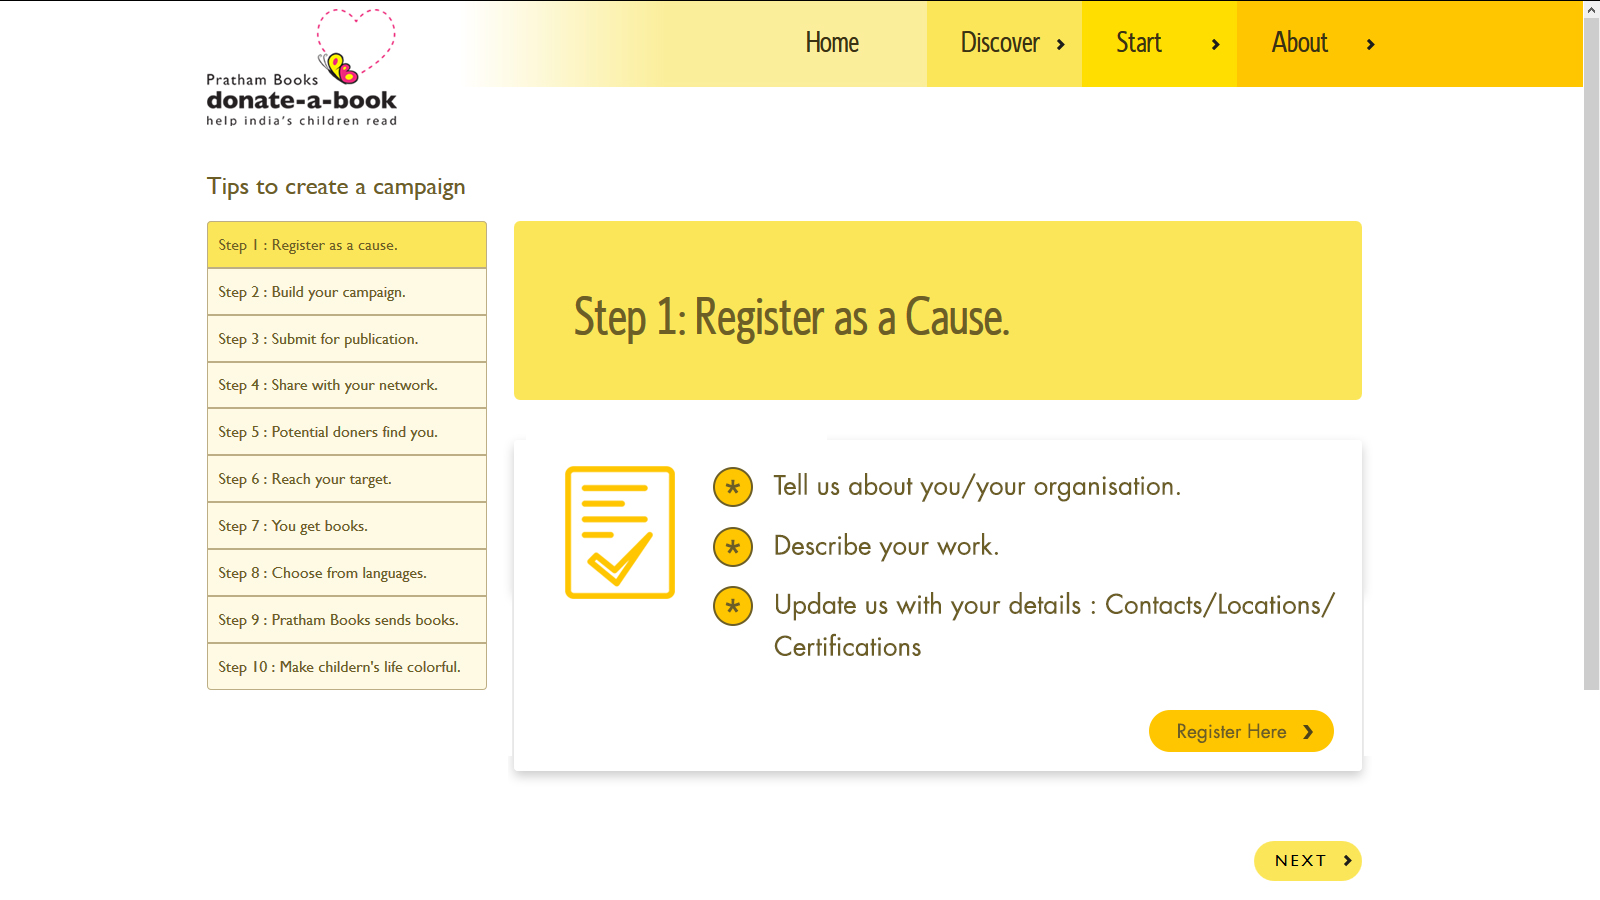 Pratham Books
donate-a-book
help india's children read
Home
Discover
Start
About
Tips to create a campaign
Step 1 : Register as a cause.
Step 2 : Build your campaign.
Step 3 : Submit for publication.
Step 4 : Share with your network.
Step 5 : Potential doners find you.
Step 6 : Reach your target.
Step 7 : You get books.
Step 8 : Choose from languages.
Step 9 : Pratham Books sends books.
Step 10 : Make childern's life colorful.
Step 1: Register as a Cause.
Tell us about you/your organisation.
Describe your work.
Update us with your details : Contacts/Locations/
Certifications
Register Here
NEXT